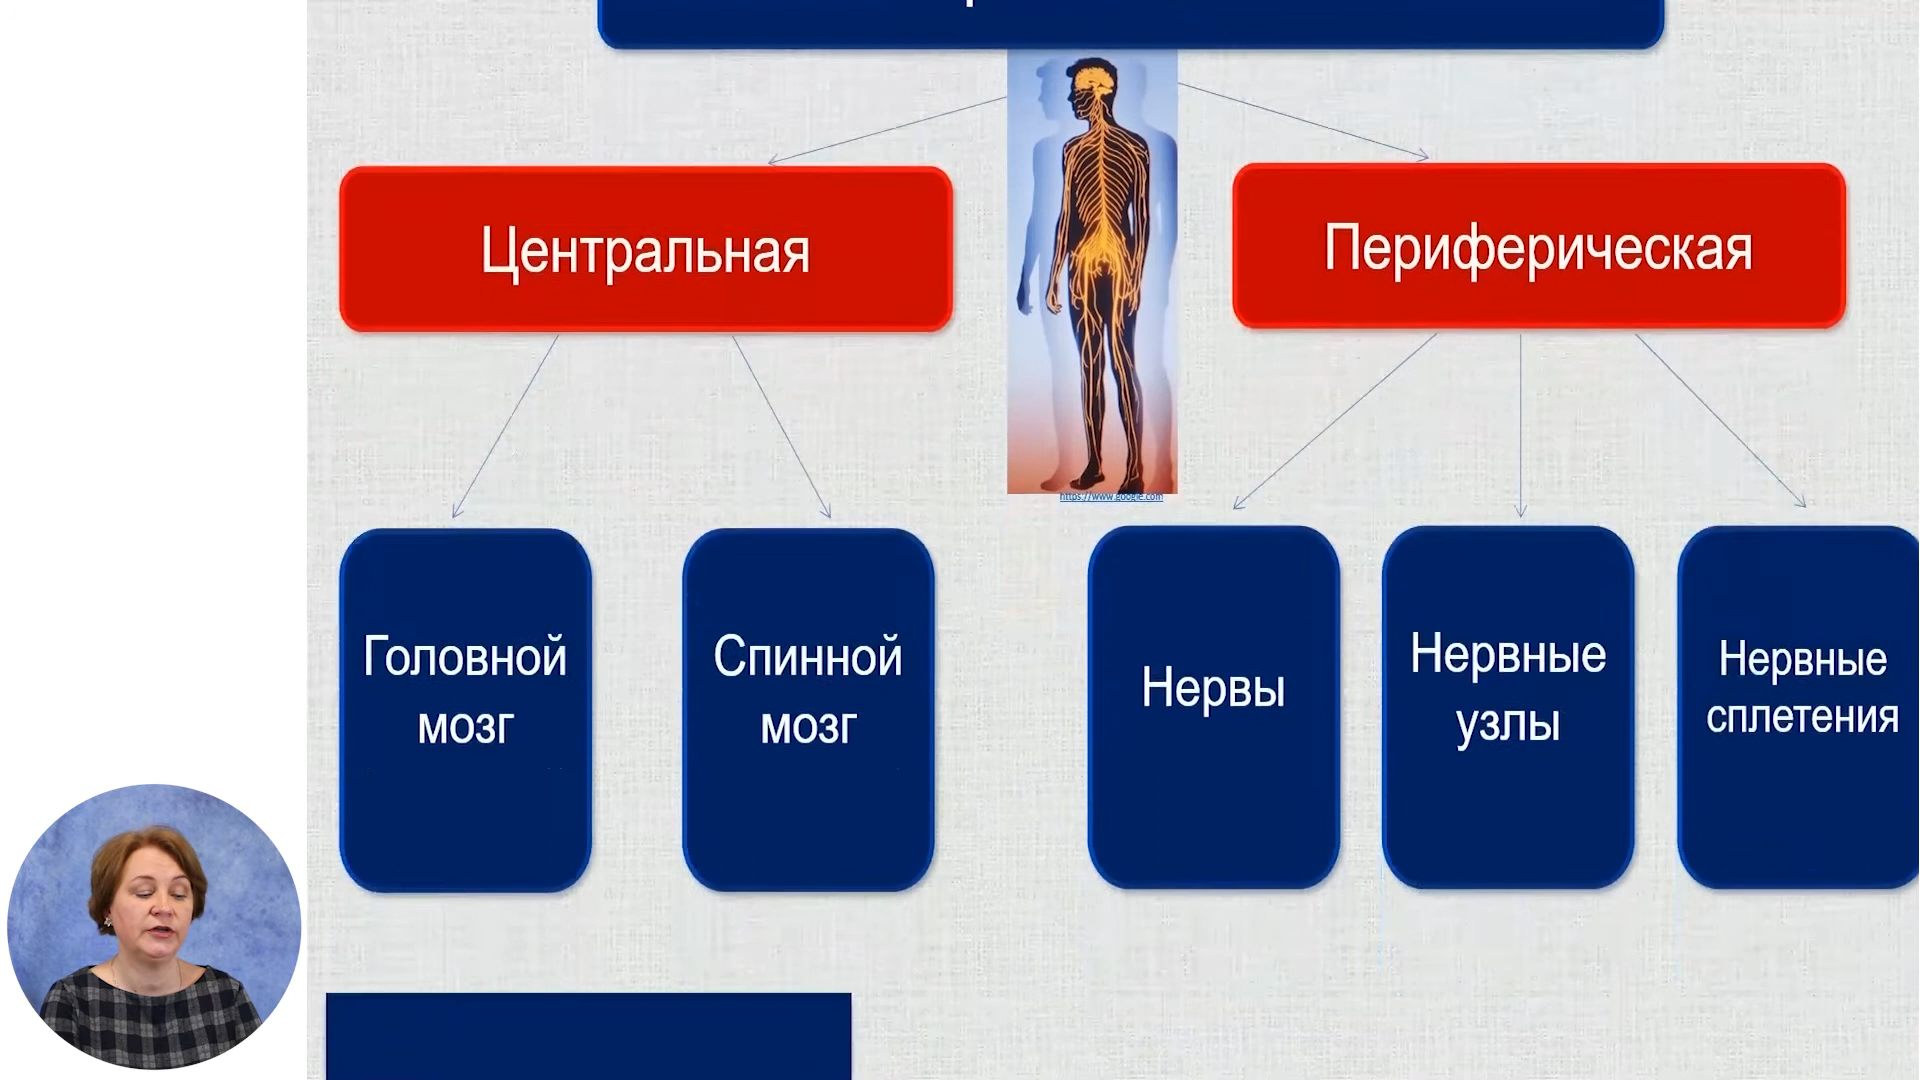 Центральная
Периферическая
https://www.google.com
Головной
мозг
Спинной
мозг
Нервы
Нервные
узлы
Нервные
сплетения